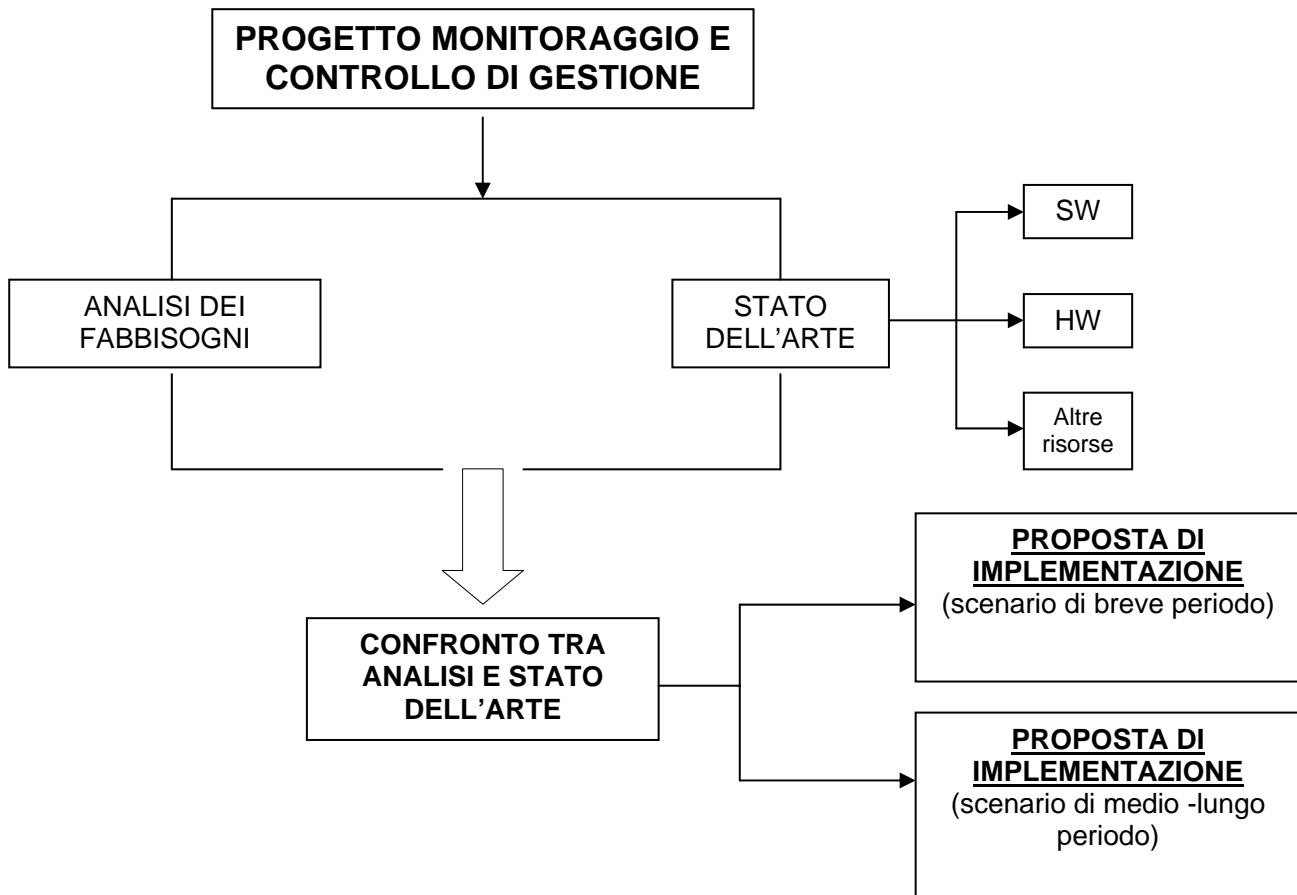 PROGETTO MONITORAGGIO E
CONTROLLO DI GESTIONE
SW
ANALISI DEI
FABBISOGNI
STATO
DELL’ARTE
HW
Altre
risorse
PROPOSTA DI
IMPLEMENTAZIONE
(scenario di breve periodo)
CONFRONTO TRA
ANALISI E STATO
DELL’ARTE
PROPOSTA DI
IMPLEMENTAZIONE
(scenario di medio -lungo
periodo)